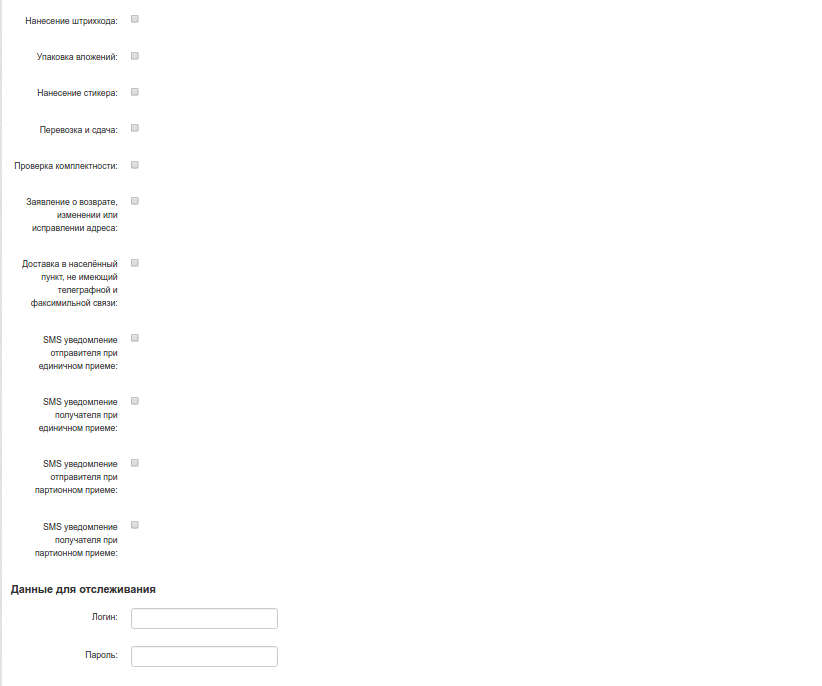 Нанесение штрихкода:
Упаковка вложений:
Нанесение стикера:
Перевозка и сдача:
Проверка комплектности:
Заявление о возврате,
изменении или
исправлении адреса:
Доставка в населённый
пункт, не имеющий
телеграфной и
факсимильной связи:
SMS уведомление
отправителя при
единичном приеме:
SMS уведомление
получателя при
единичном приеме:
SMS уведомление
отправителя при
партионном приеме:
SMS уведомление
получателя при
партионном приеме:
Данные для отслеживания
Логин:
Пароль: